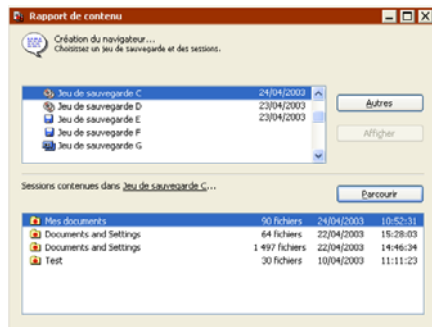 Rapport de contenu
Création du navigateur...
Choisissez un jeu de sauvegarde et des sessions.
Jeu de sauvegarde C 24/04/2003
Jeu de sauvegarde D 23/04/2003
Jeu de sauvegarde E 23/04/2003
Jeu de sauvegarde F
Jeu de sauvegarde G
Autres
Afficher
Sessions contenues dans Jeu de sauvegarde C...
Parcourir
Mes documents 90 fichiers 24/04/2003 10:52:31
Documents and Settings 64 fichiers 22/04/2003 15:28:03
Documents and Settings 1 497 fichiers 22/04/2003 14:46:34
Test 30 fichiers 10/04/2003 11:11:23